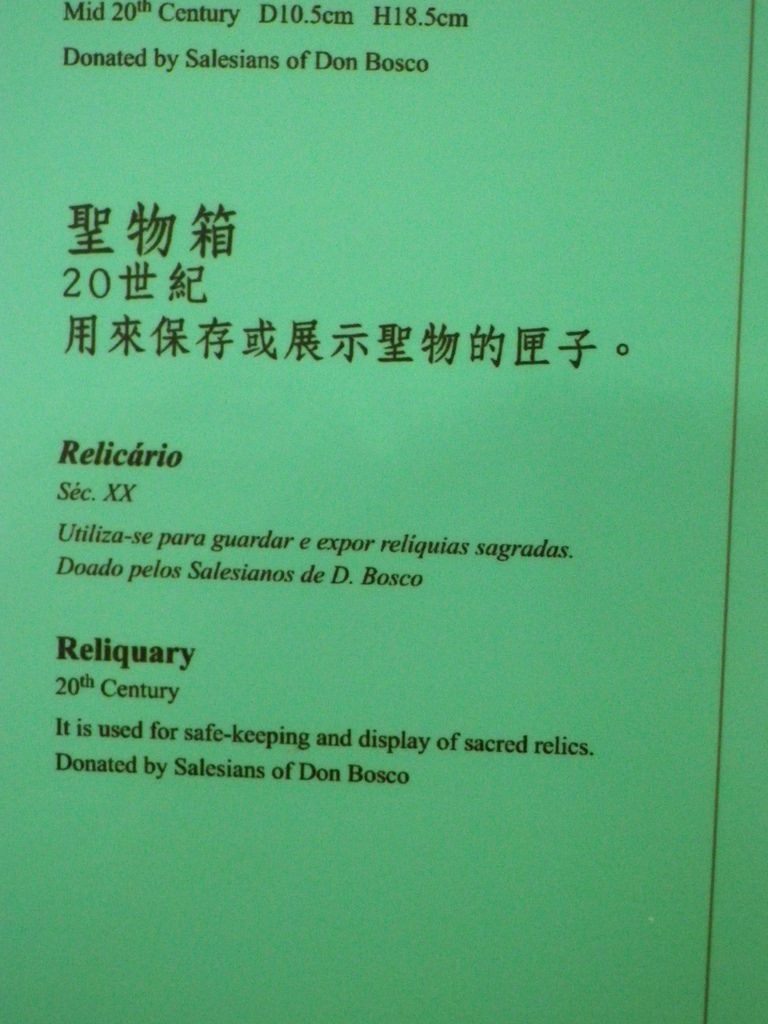 Mid 20th Century D10.5cm H18.5cm
Donated by Salesians of Don Bosco
聖物箱
20世紀
用來保存或展示聖物的匣子。
Relicário
Séc. XX
Utiliza-se para guardar e expor relíquias sagradas.
Doado pelos Salesianos de D. Bosco
Reliquary
20th Century
It is used for safe-keeping and display of sacred relics.
Donated by Salesians of Don Bosco